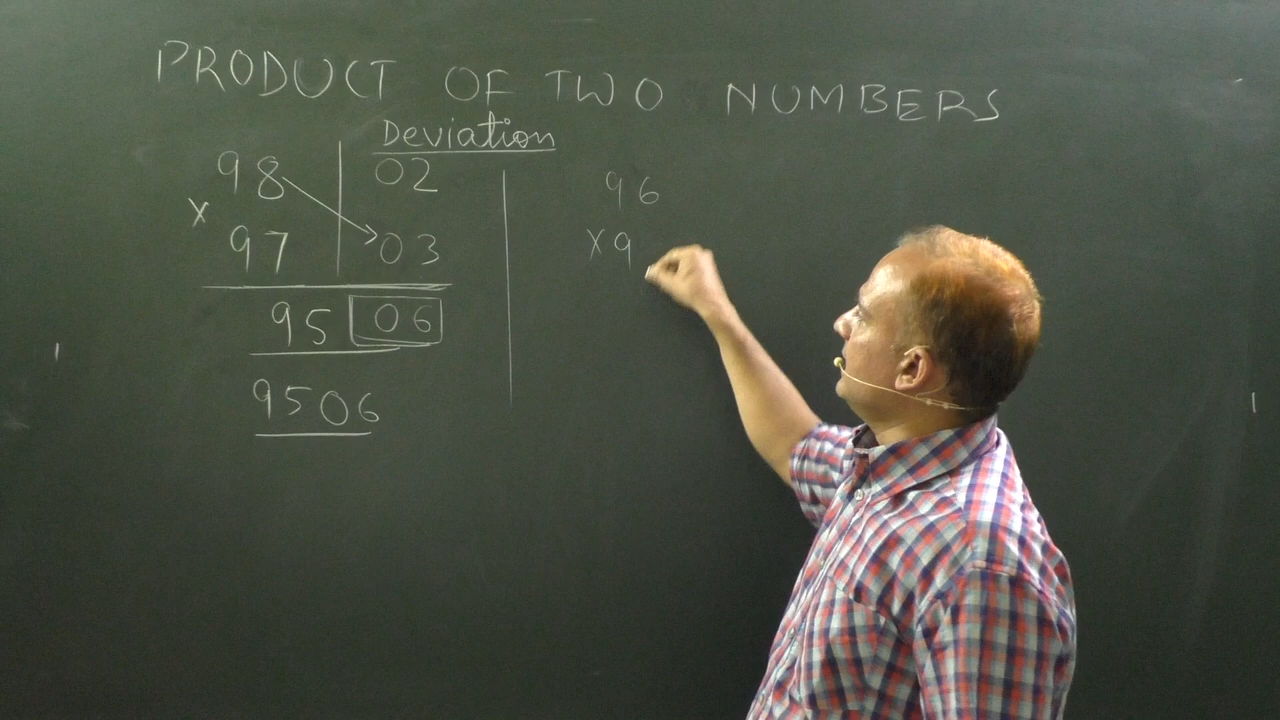 PRODUCT OF TWO NUMBERS
Deviation
98 02
x 97 03
95 06
9506
96
x9